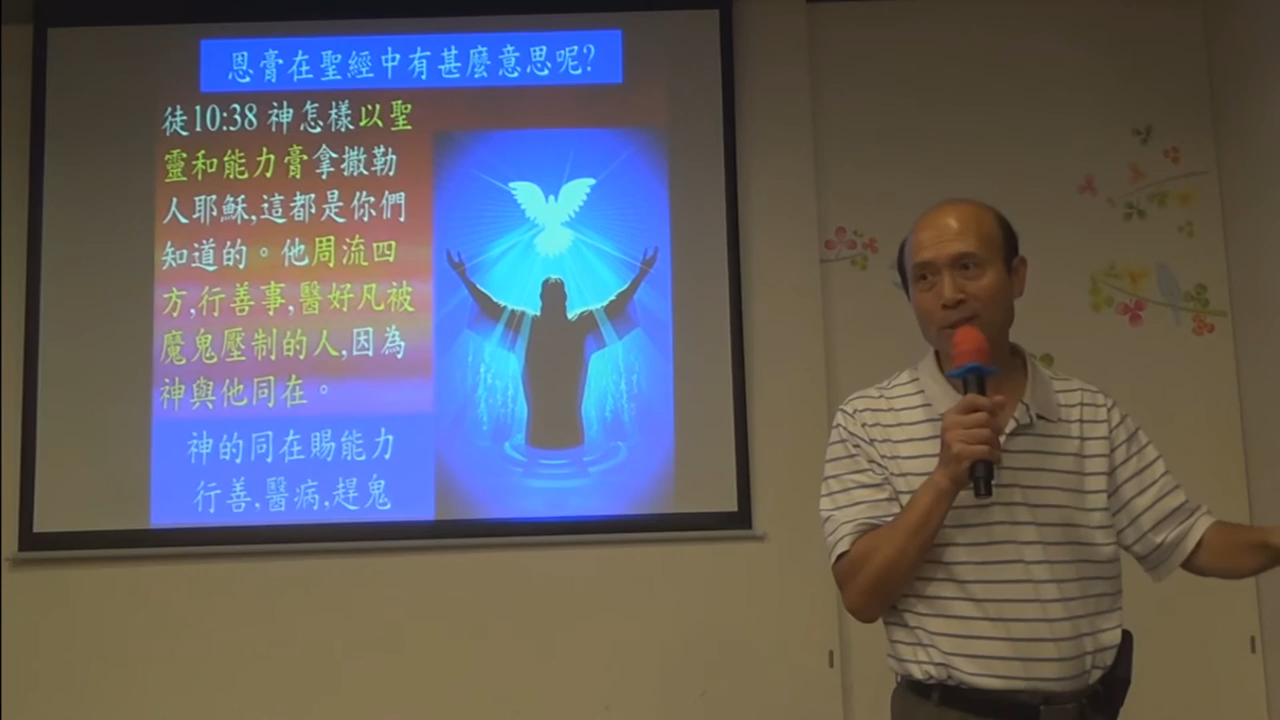 恩膏在聖經中有甚麼意思呢?
徒10:38 神怎樣以聖
靈和能力膏拿撒勒
人耶穌,這都是你們
知道的。他周流四
方,行善事,醫好凡被
魔鬼壓制的人,因為
神與他同在。
神的同在賜能力
行善,醫病,趕鬼